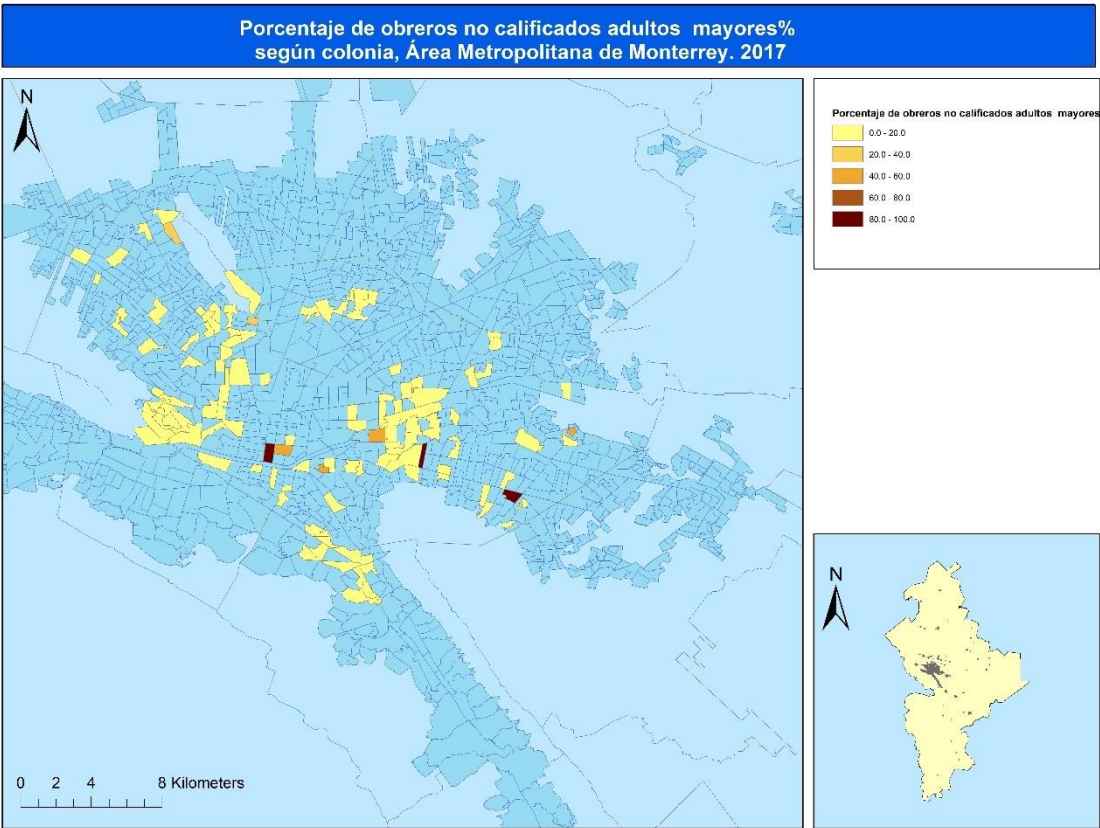 Porcentaje de obreros no calificados adultos  mayores%
según colonia, Área Metropolitana de Monterrey. 2017
N
0 2 4 8 Kilometers
Porcentaje de obreros no calificados adultos  mayores
0.0 - 20.0
20.0 - 40.0
40.0 - 60.0
60.0 - 80.0
80.0 - 100.0
N